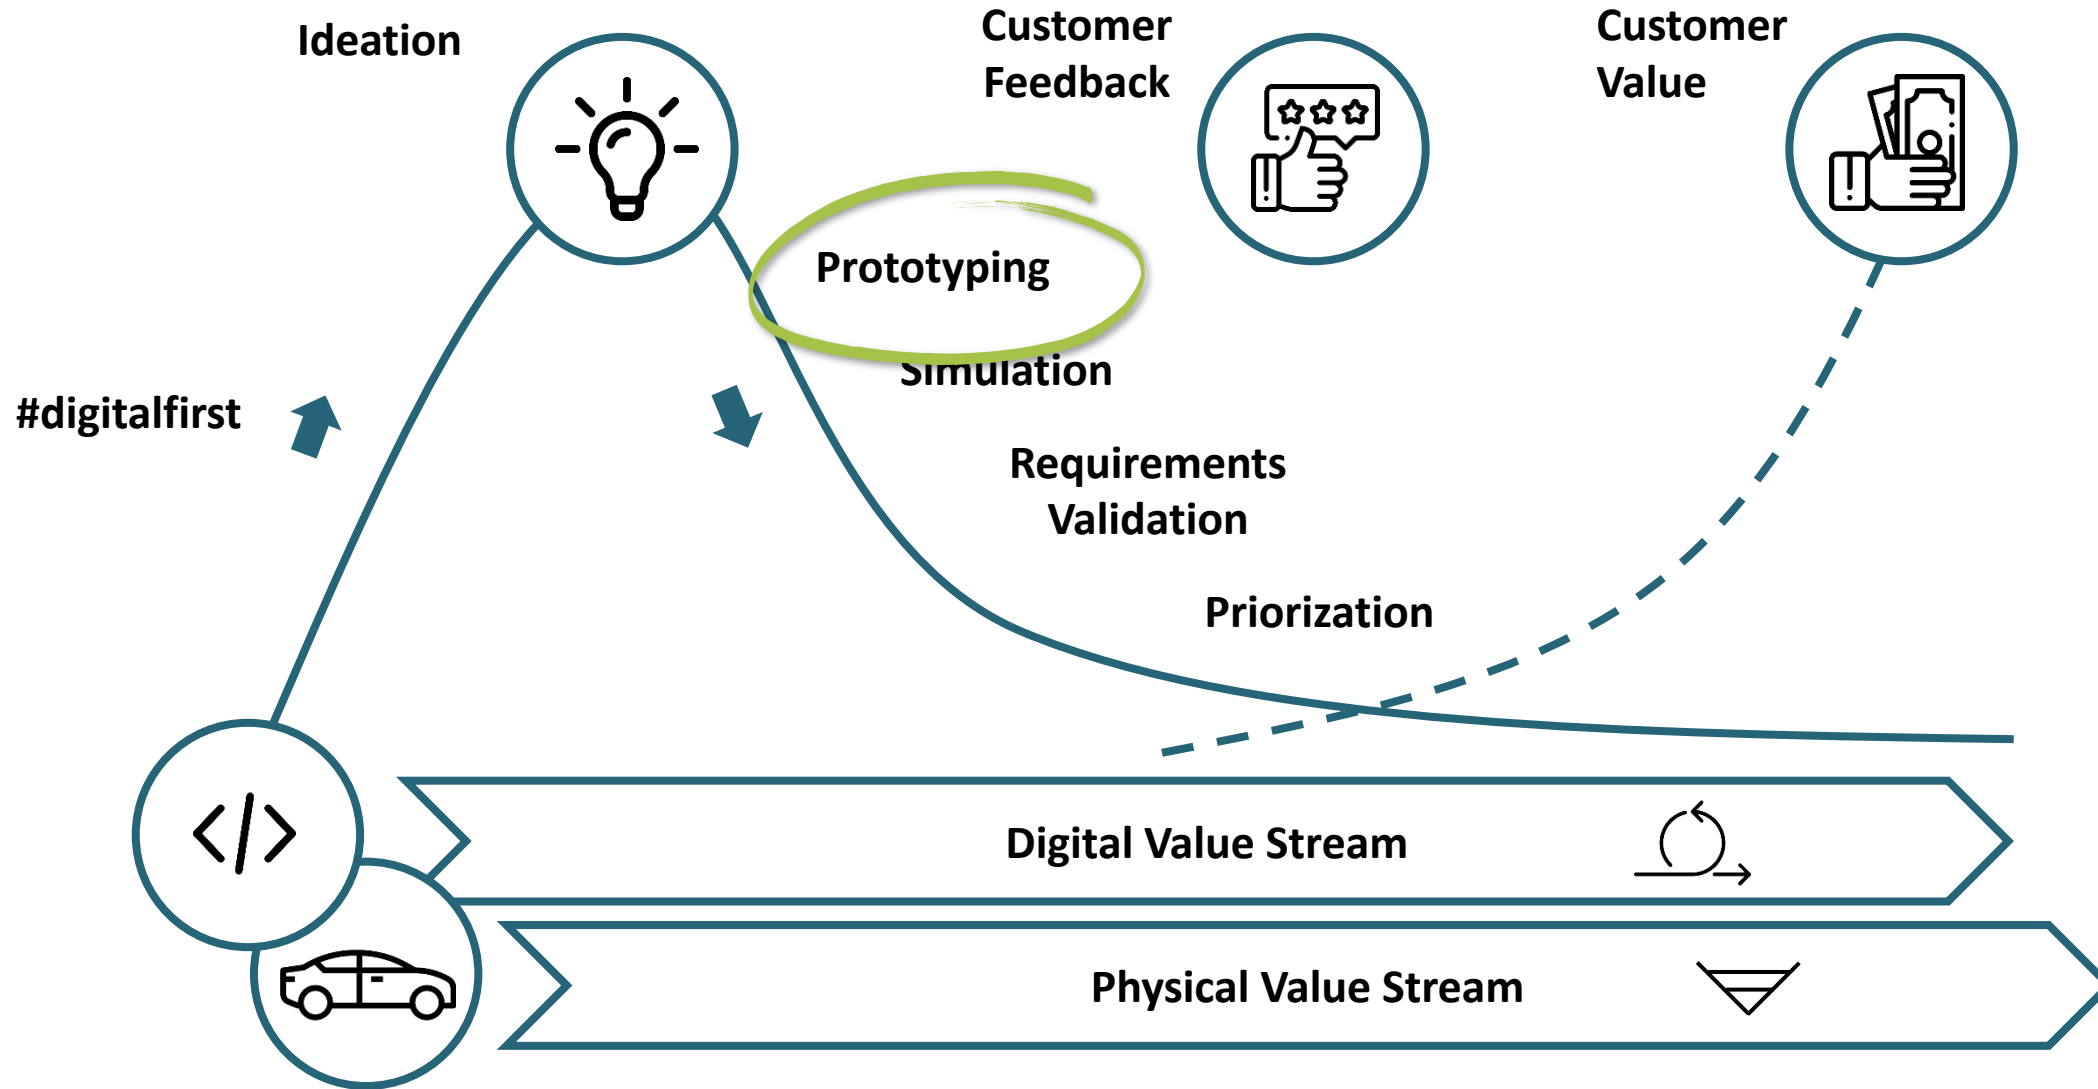 Ideation
Customer
Feedback
Customer
Value
Prototyping
Simulation
#digitalfirst
Requirements
Validation
Priorization
</>
Digital Value Stream
Physical Value Stream